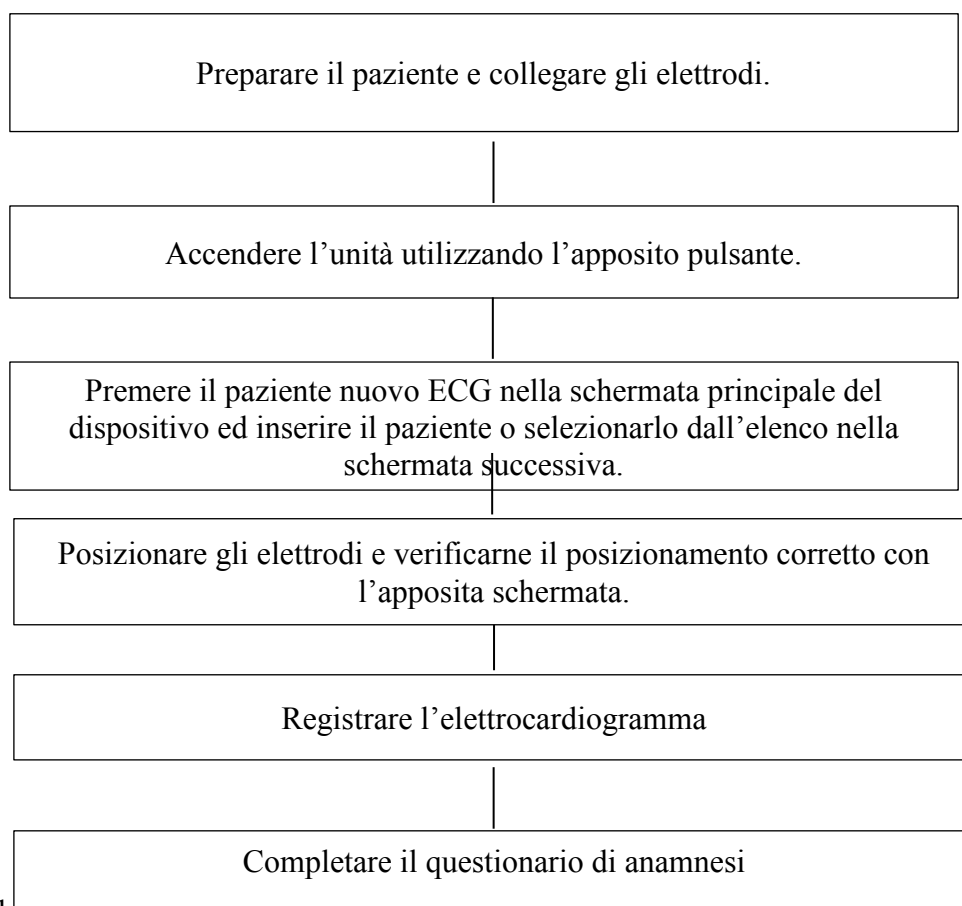 Preparare il paziente e collegare gli elettrodi.
Accendere l’unità utilizzando l’apposito pulsante.
Premere il paziente nuovo ECG nella schermata principale del
dispositivo ed inserire il paziente o selezionarlo dall’elenco nella
schermata successiva.
Posizionare gli elettrodi e verificarne il posizionamento corretto con
l’apposita schermata.
Registrare l’elettrocardiogramma
Completare il questionario di anamnesi